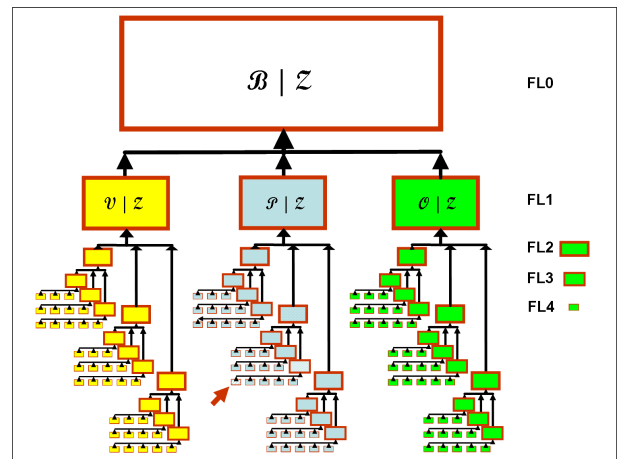 ℬ | 𝒵
FL0
𝒱 | 𝒵
𝒫 | 𝒵
𝒪 | 𝒵
FL1
FL2
FL3
FL4